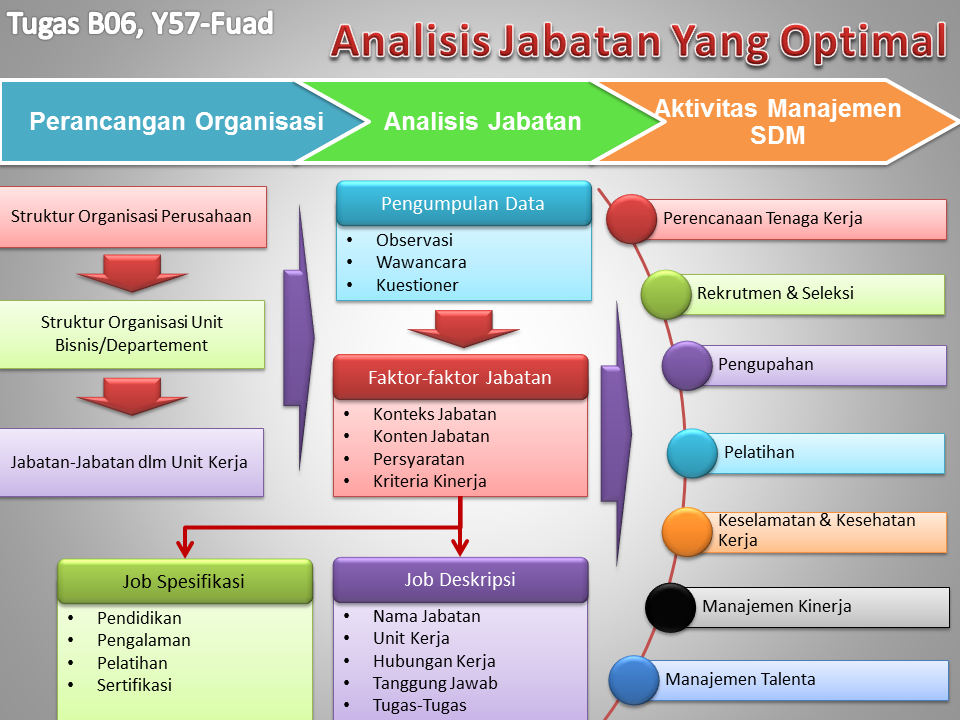 Tugas B06, Y57-Fuad
Analisis Jabatan Yang Optimal
Perancangan Organisasi
Analisis Jabatan
Aktivitas Manajemen
SDM
Struktur Organisasi Perusahaan
Struktur Organisasi Unit
Bisnis/Departement
Jabatan-Jabatan dlm Unit Kerja
Pengumpulan Data
• Observasi
• Wawancara
• Kuestioner
Faktor-faktor Jabatan
• Konteks Jabatan
• Konten Jabatan
• Persyaratan
• Kriteria Kinerja
Job Spesifikasi
• Pendidikan
• Pengalaman
• Pelatihan
• Sertifikasi
Job Deskripsi
• Nama Jabatan
• Unit Kerja
• Hubungan Kerja
• Tanggung Jawab
• Tugas-Tugas
Perencanaan Tenaga Kerja
Rekrutmen & Seleksi
Pengupahan
Pelatihan
Keselamatan & Kesehatan
Kerja
Manajemen Kinerja
Manajemen Talenta